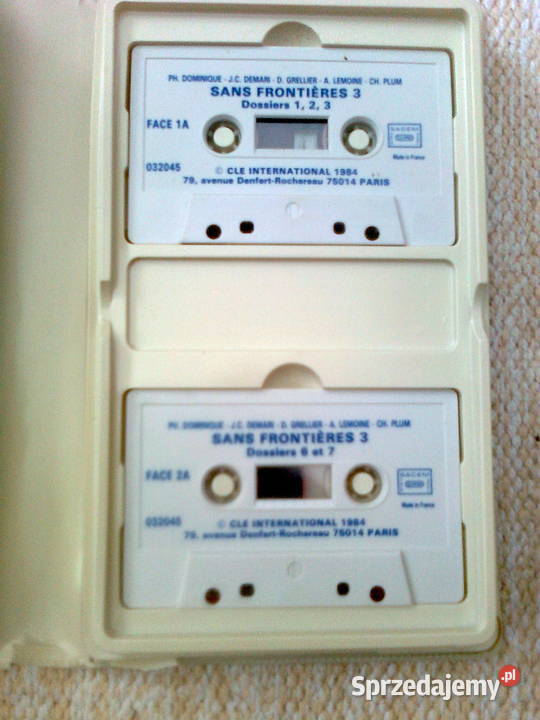 PH. DOMINIQUE - J.C. DEMARI - D. GRELLIER - A. LEMOINE - CH. PLUM
SANS FRONTIÈRES 3
Dossiers 1, 2, 3
FACE 1A
SACEM
Made in France
032045
© CLE INTERNATIONAL 1984
79, avenue Denfert-Rochereau 75014 PARIS
PH. DOMINIQUE - J.C. DEMARI - D. GRELLIER - A. LEMOINE - CH. PLUM
SANS FRONTIÈRES 3
Dossiers 6 et 7
FACE 2A
SACEM
Made in France
032045
© CLE INTERNATIONAL 1984
79, avenue Denfert-Rochereau 75014 PARIS
Sprzedajemy.pl